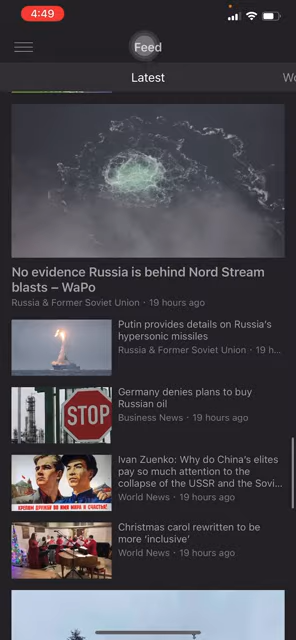 4:49
Feed
Latest
Wo
No evidence Russia is behind Nord Stream
blasts – WaPo
Russia & Former Soviet Union · 19 hours ago
Putin provides details on Russia's
hypersonic missiles
Russia & Former Soviet Union · 19 h...
Germany denies plans to buy
Russian oil
Business News · 19 hours ago
STOP
Ivan Zuenko: Why do China's elites
pay so much attention to the
collapse of the USSR and the Sovi...
World News · 19 hours ago
Christmas carol rewritten to be
more 'inclusive'
World News · 19 hours ago